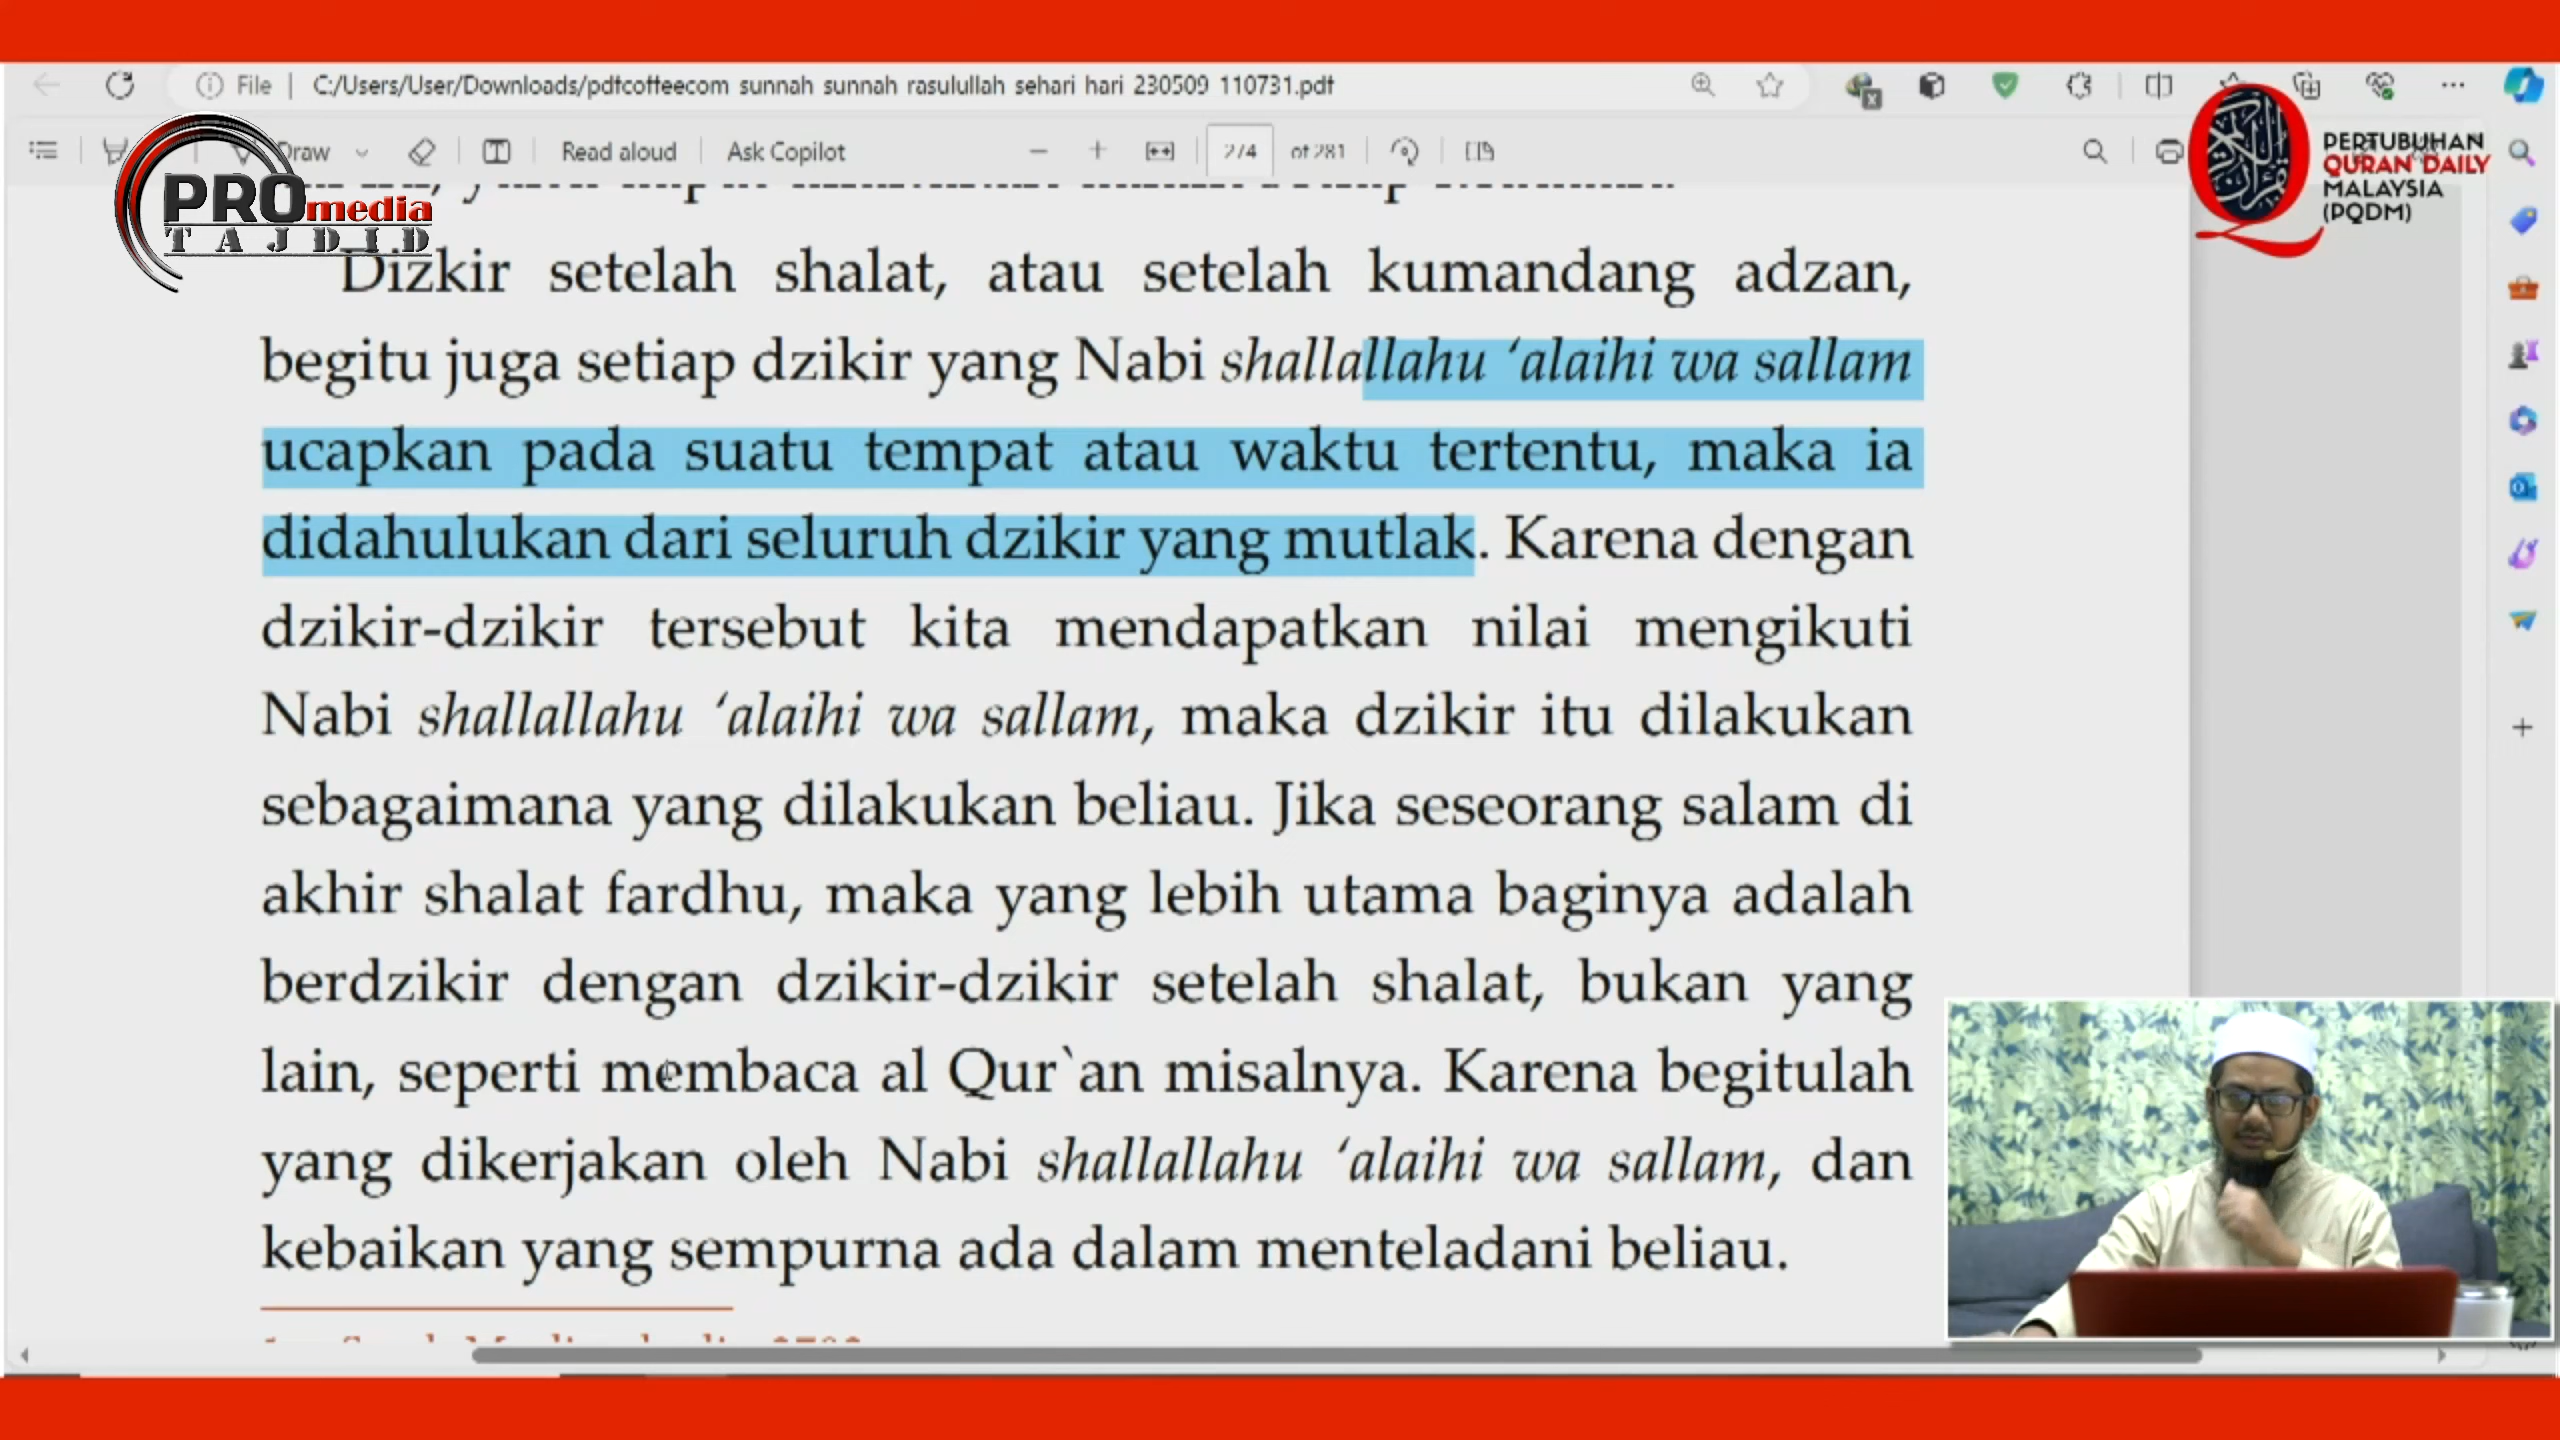 File | C:/Users/User/Downloads/pdfcoffeecom sunnah sunnah rasulullah sehari hari 230509 110731.pdf
Draw Read aloud Ask Copilot 274 of 281
PROmedia
TAJDID
PERTUBUHAN
QURAN DAILY
MALAYSIA
(PQDM)
Dizkir setelah shalat, atau setelah kumandang adzan,
begitu juga setiap dzikir yang Nabi shallallahu ‘alaihi wa sallam
ucapkan pada suatu tempat atau waktu tertentu, maka ia
didahulukan dari seluruh dzikir yang mutlak. Karena dengan
dzikir-dzikir tersebut kita mendapatkan nilai mengikuti
Nabi shallallahu ‘alaihi wa sallam, maka dzikir itu dilakukan
sebagaimana yang dilakukan beliau. Jika seseorang salam di
akhir shalat fardhu, maka yang lebih utama baginya adalah
berdzikir dengan dzikir-dzikir setelah shalat, bukan yang
lain, seperti membaca al Qur`an misalnya. Karena begitulah
yang dikerjakan oleh Nabi shallallahu ‘alaihi wa sallam, dan
kebaikan yang sempurna ada dalam menteladani beliau.